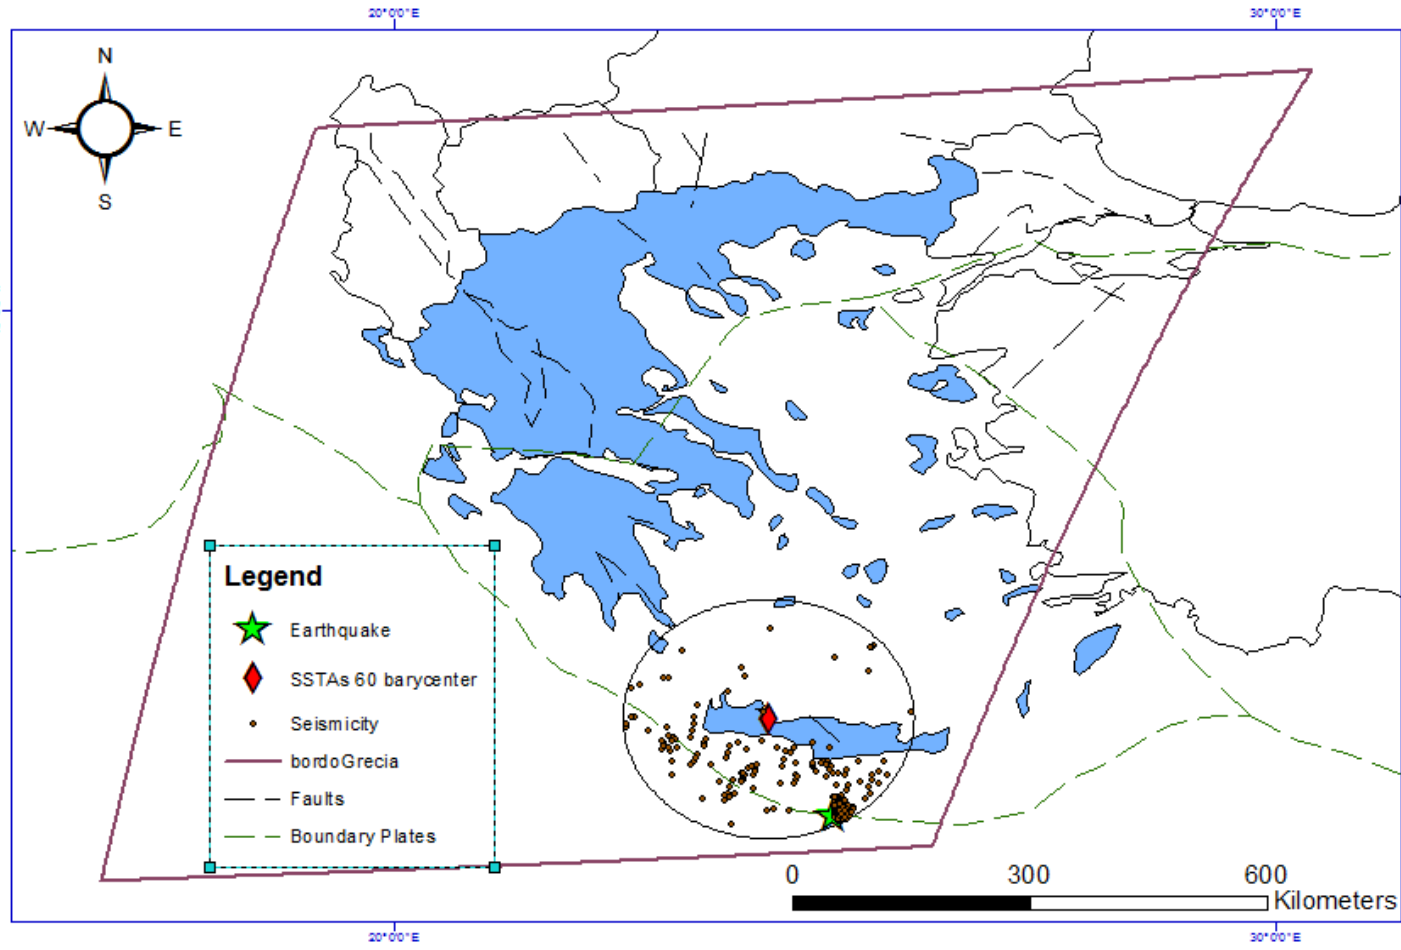 20°0'0"E 30°0'0"E
N
W E
S
Legend
Earthquake
SSTAs 60 barycenter
Seismicity
bordoGrecia
Faults
Boundary Plates
0 300 600
Kilometers
20°0'0"E 30°0'0"E